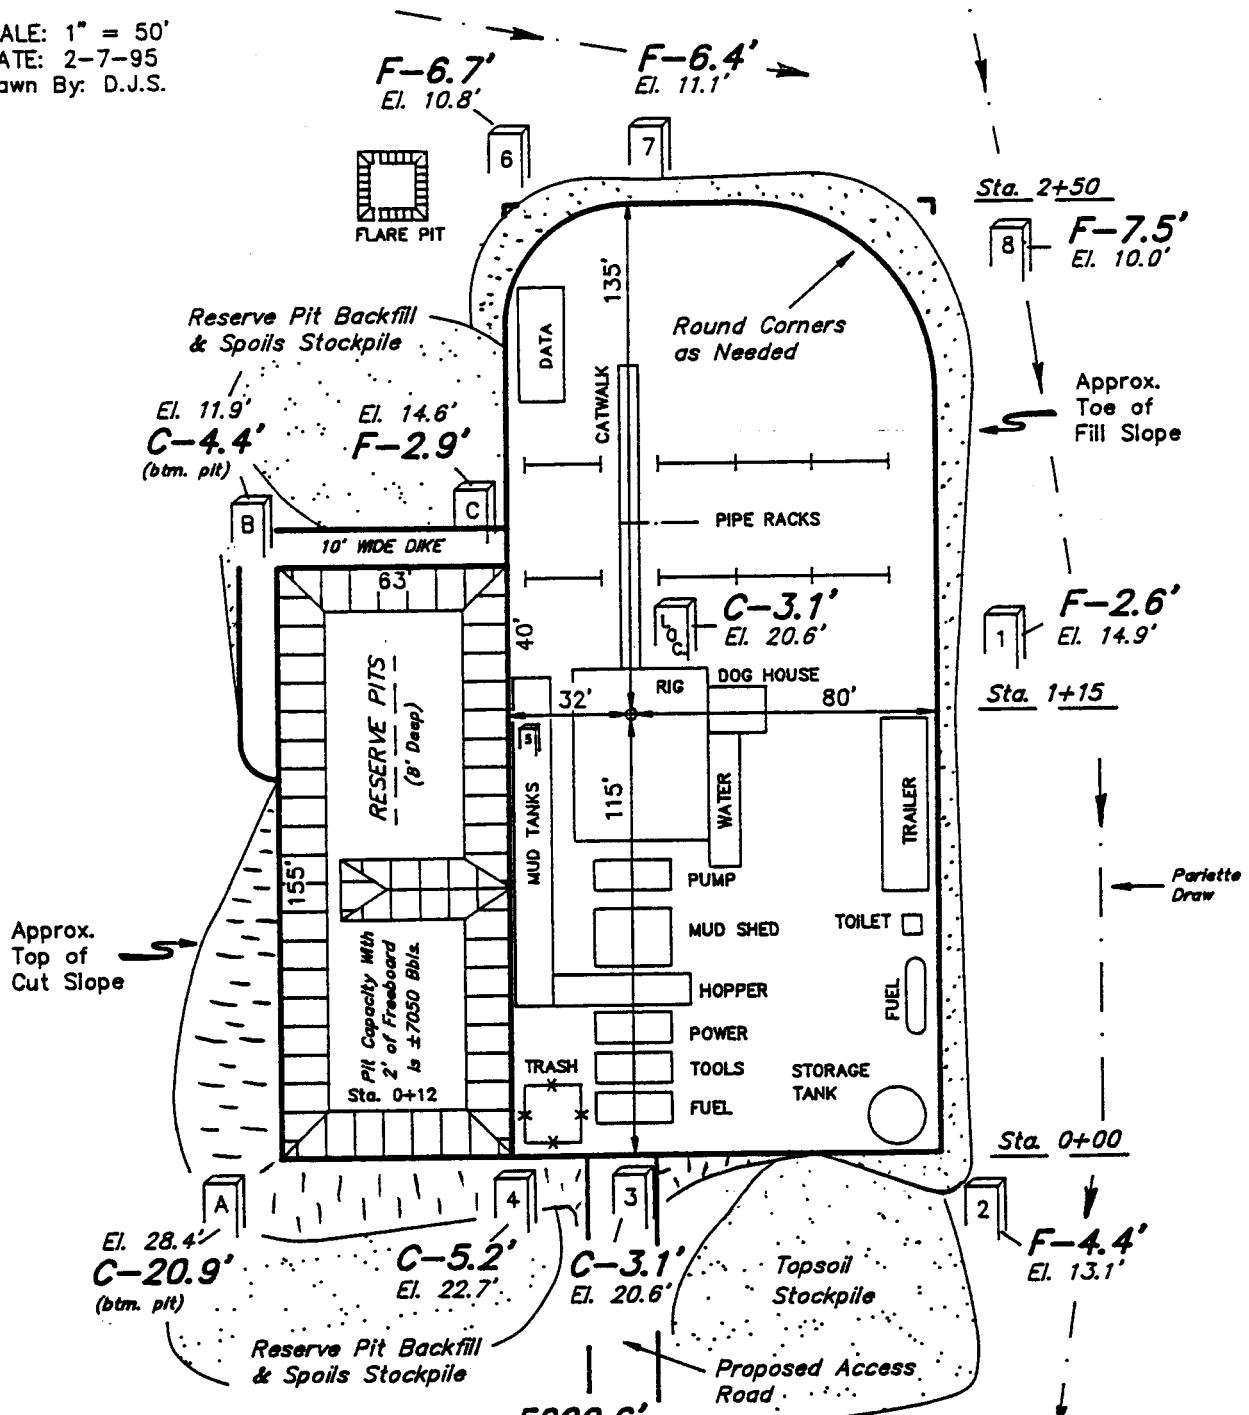 ALE: 1" = 50'
ATE: 2-7-95
awn By: D.J.S.
F-6.7'
El. 10.8'
F-6.4'
El. 11.1'
6
7
FLARE PIT
Sta. 2+50
8
F-7.5'
El. 10.0'
135'
Reserve Pit Backfill
& Spoils Stockpile
DATA
Round Corners
as Needed
CATWALK
Approx.
Toe of
Fill Slope
El. 11.9'
C-4.4'
(btm. pit)
El. 14.6'
F-2.9'
B
C
10' WIDE DIKE
PIPE RACKS
63'
40'
LOC.
C-3.1'
El. 20.6'
1
F-2.6'
El. 14.9'
RESERVE PITS
(8' Deep)
RIG
DOG HOUSE
32'
80'
Sta. 1+15
5
MUD TANKS
115'
WATER
TRAILER
155'
PUMP
Pariette
Draw
Approx.
Top of
Cut Slope
MUD SHED
TOILET
Pit Capacity With
2' of Freeboard
is ±7050 Bbls.
HOPPER
FUEL
POWER
TRASH
TOOLS
STORAGE
TANK
Sta. 0+12
FUEL
Sta. 0+00
A
4
3
2
El. 28.4'
C-20.9'
(btm. pit)
C-5.2'
El. 22.7'
C-3.1'
El. 20.6'
F-4.4'
El. 13.1'
Topsoil
Stockpile
Reserve Pit Backfill
& Spoils Stockpile
Proposed Access
Road